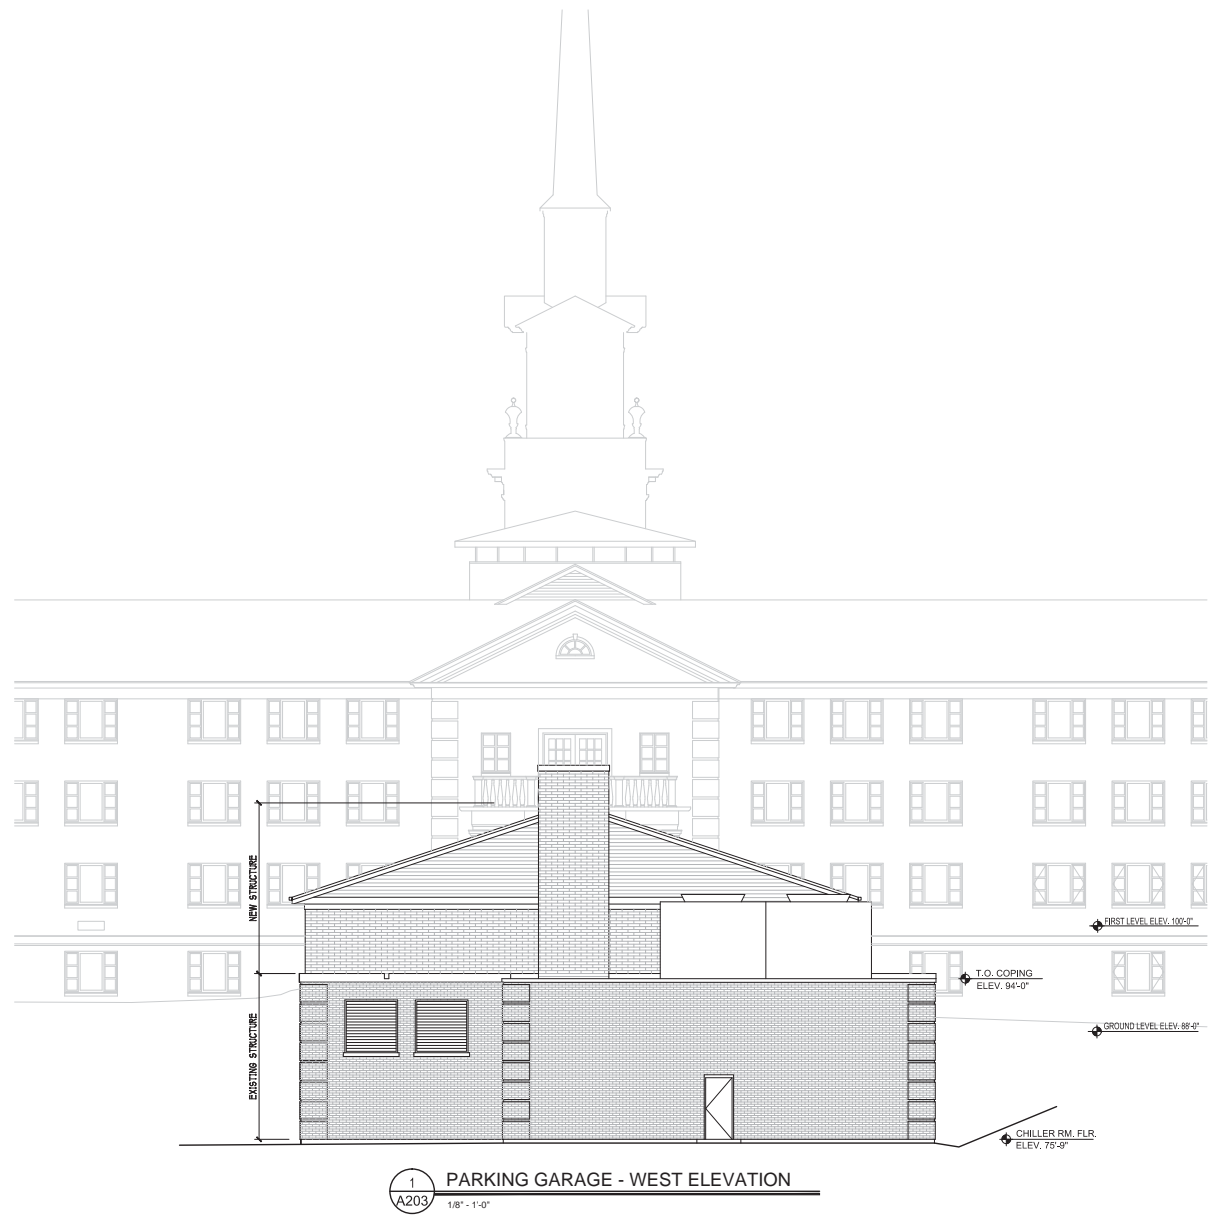 NEW STRUCTURE
FIRST LEVEL ELEV. 100'-0"
T.O. COPING
ELEV. 94'-0"
EXISTING STRUCTURE
GROUND LEVEL ELEV. 88'-0"
CHILLER RM. FLR.
ELEV. 75'-9"
1
A203
PARKING GARAGE - WEST ELEVATION
1/8" - 1'-0"